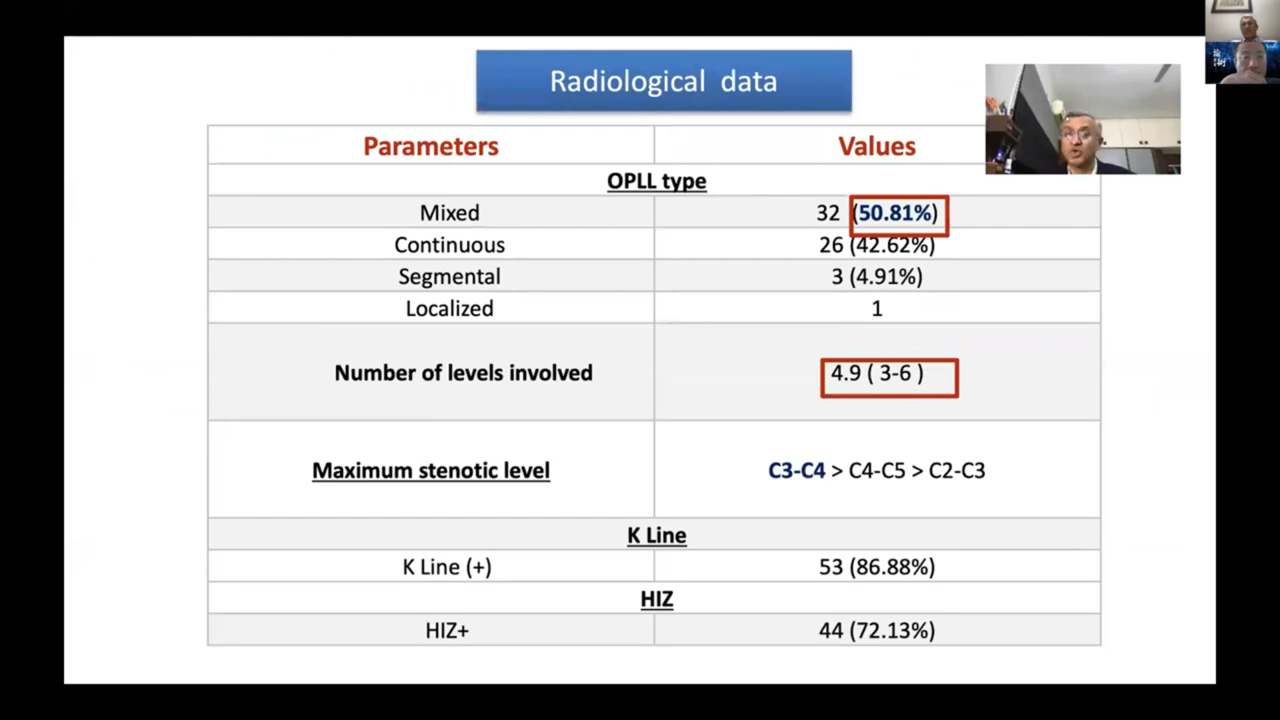 Radiological data
Parameters Values
OPLL type
Mixed 32 (50.81%)
Continuous 26 (42.62%)
Segmental 3 (4.91%)
Localized 1
Number of levels involved 4.9 ( 3-6 )
Maximum stenotic level C3-C4 > C4-C5 > C2-C3
K Line
K Line (+) 53 (86.88%)
HIZ
HIZ+ 44 (72.13%)